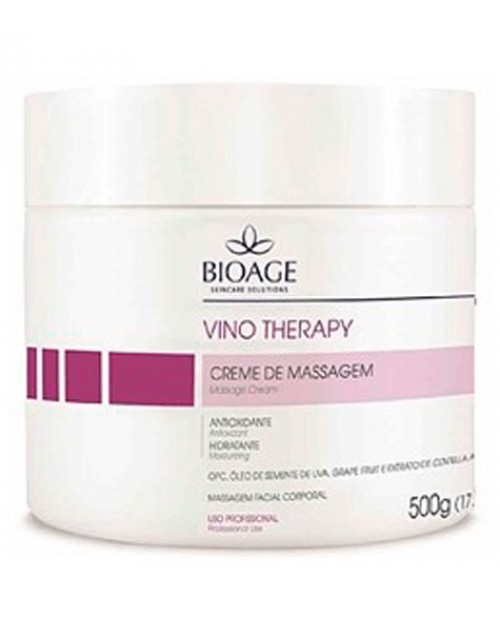 BIOAGE
SKINCARE SOLUTIONS
VINO THERAPY
CREME DE MASSAGEM
Massage Cream
ANTIOXIDANTE
Antioxidant
HIDRATANTE
Moisturizing
OPC, ÓLEO DE SEMENTE DE UVA, GRAPE FRUIT E EXTRATO DE CENTELLA
MASSAGEM FACIAL CORPORAL
USO PROFISSIONAL
Professional Use
500g (17.